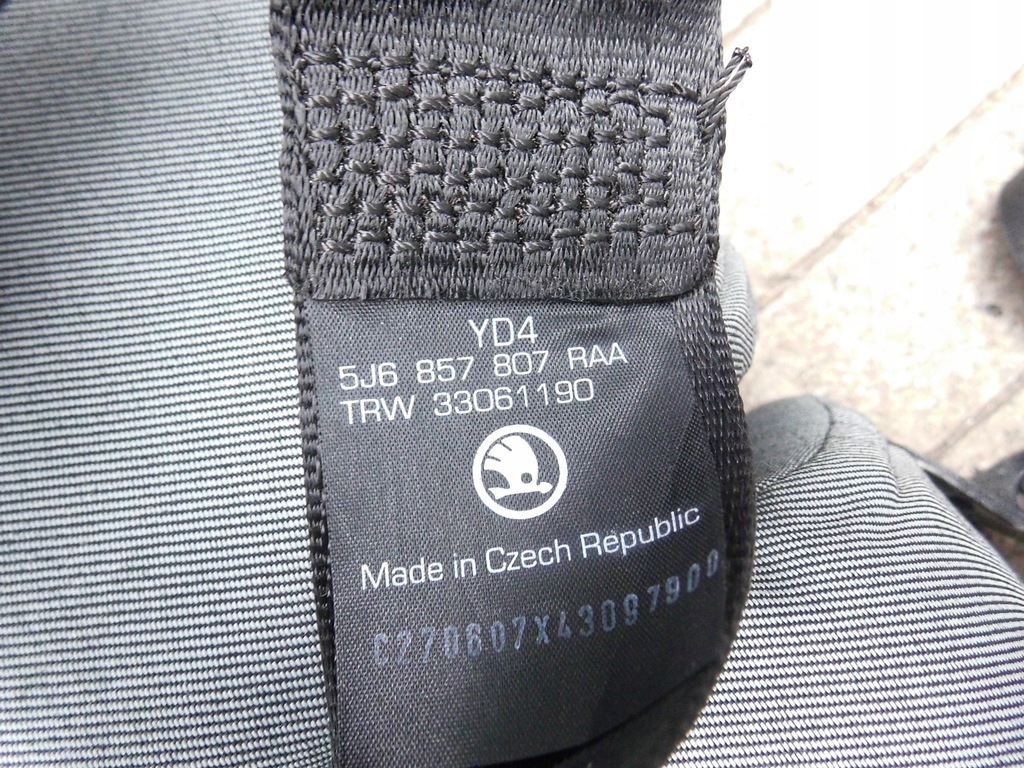 YD4
5J6 857 807 RAA
TRW 33061190
Made in Czech Republic
C270607X43097900